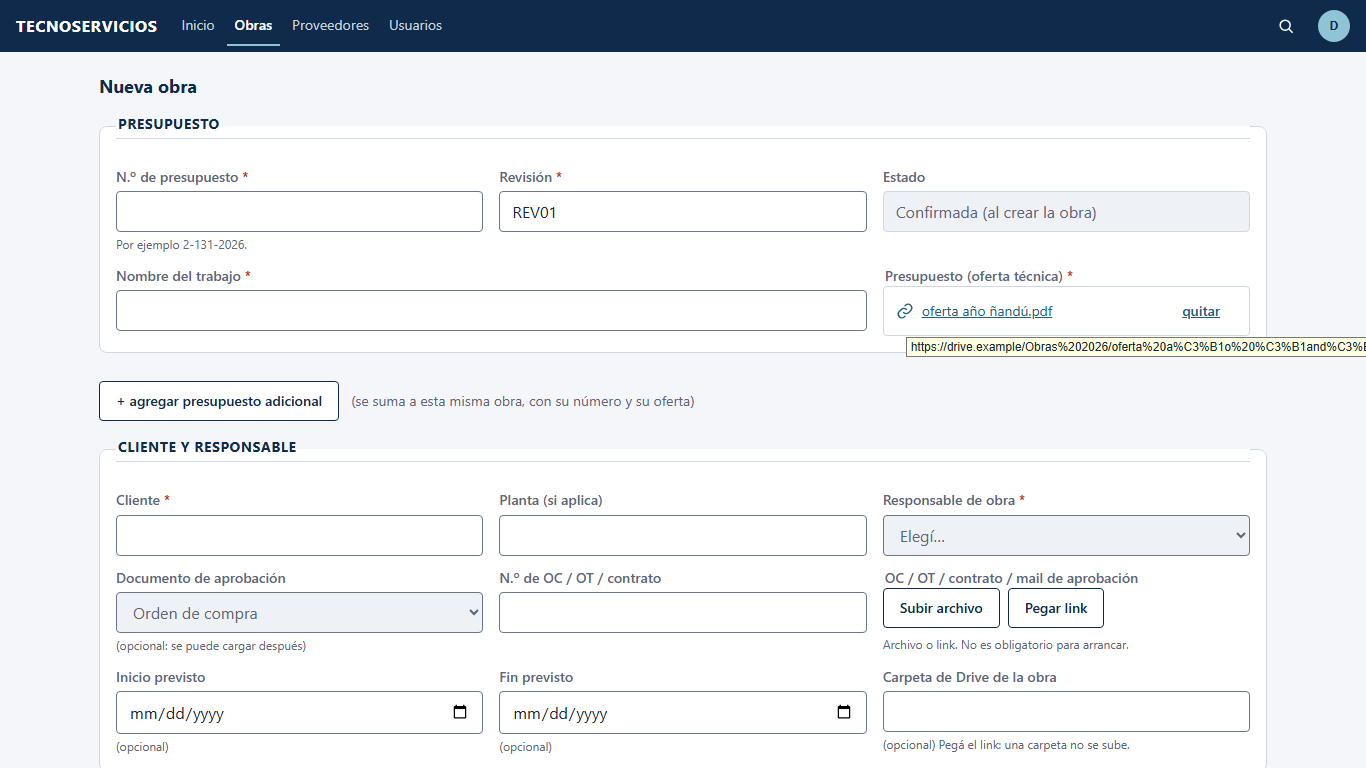 TECNOSERVICIOS Inicio Obras Proveedores Usuarios D
Nueva obra
PRESUPUESTO
N.º de presupuesto * Revisión * Estado
REV01 Confirmada (al crear la obra)
Por ejemplo 2-131-2026.
Nombre del trabajo * Presupuesto (oferta técnica) *
oferta año ñandú.pdf quitar
https://drive.example/Obras%202026/oferta%20a%C3%B1o%20%C3%B1and%C3%B
+ agregar presupuesto adicional (se suma a esta misma obra, con su número y su oferta)
CLIENTE Y RESPONSABLE
Cliente * Planta (si aplica) Responsable de obra *
Elegí...
Documento de aprobación N.º de OC / OT / contrato OC / OT / contrato / mail de aprobación
Orden de compra Subir archivo Pegar link
(opcional: se puede cargar después) Archivo o link. No es obligatorio para arrancar.
Inicio previsto Fin previsto Carpeta de Drive de la obra
mm/dd/yyyy mm/dd/yyyy
(opcional) (opcional) (opcional) Pegá el link: una carpeta no se sube.